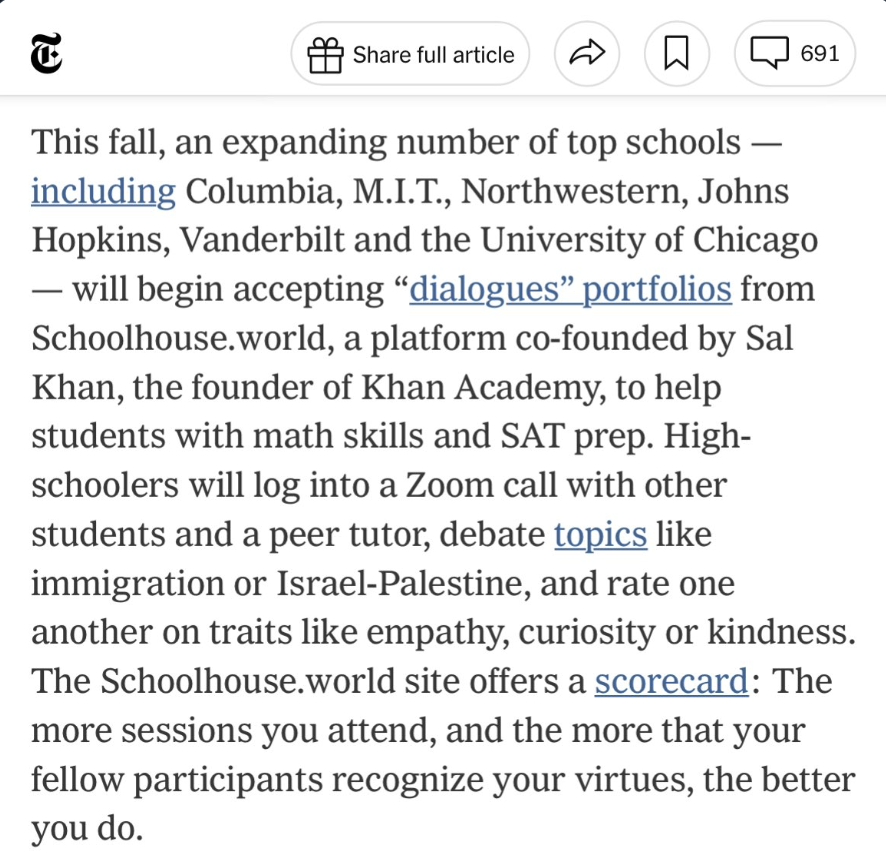 T
Share full article
691
This fall, an expanding number of top schools —
including Columbia, M.I.T., Northwestern, Johns
Hopkins, Vanderbilt and the University of Chicago
— will begin accepting “dialogues” portfolios from
Schoolhouse.world, a platform co-founded by Sal
Khan, the founder of Khan Academy, to help
students with math skills and SAT prep. High-
schoolers will log into a Zoom call with other
students and a peer tutor, debate topics like
immigration or Israel-Palestine, and rate one
another on traits like empathy, curiosity or kindness.
The Schoolhouse.world site offers a scorecard: The
more sessions you attend, and the more that your
fellow participants recognize your virtues, the better
you do.